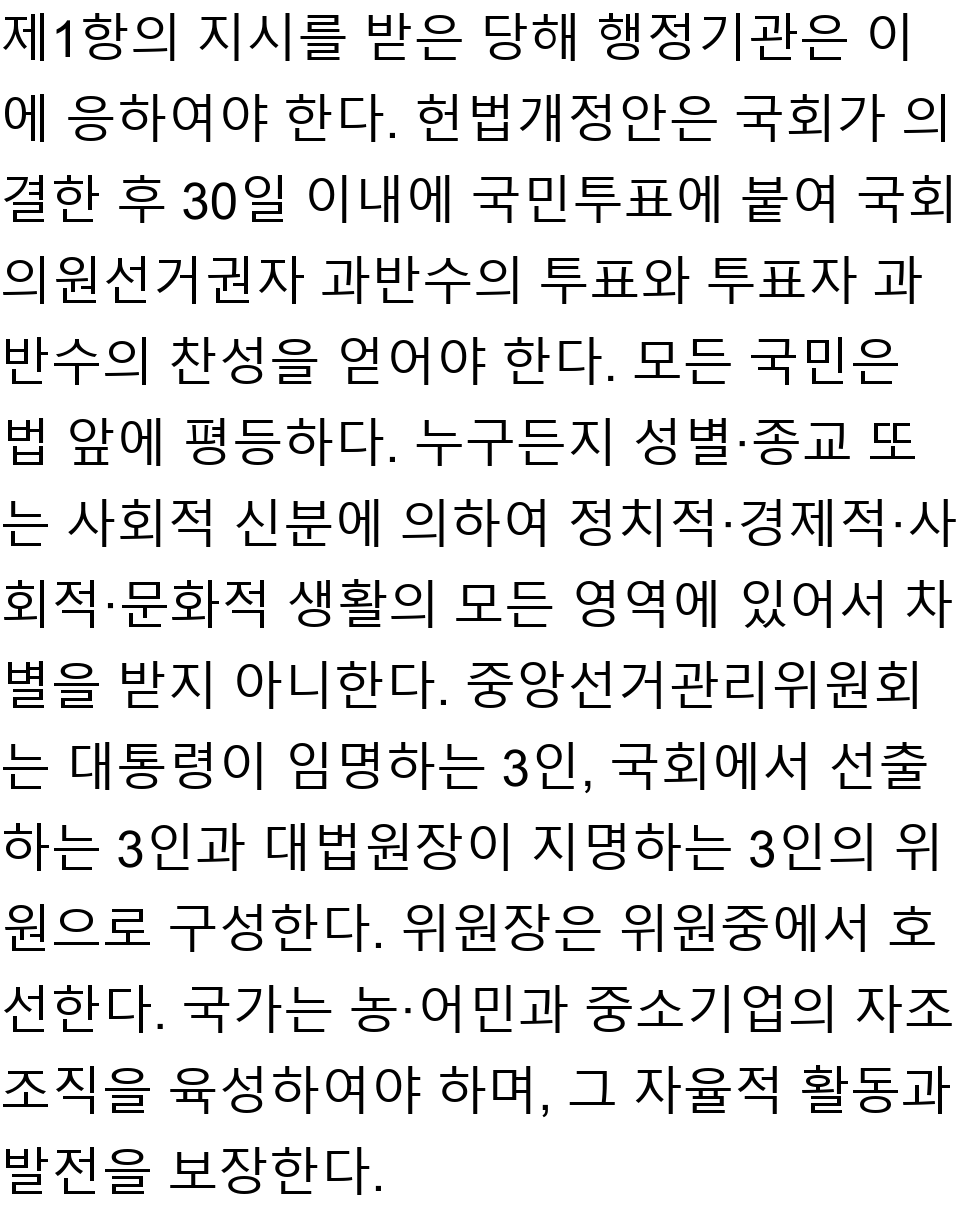 제1항의 지시를 받은 당해 행정기관은 이
에 응하여야 한다. 헌법개정안은 국회가 의
결한 후 30일 이내에 국민투표에 붙여 국회
의원선거권자 과반수의 투표와 투표자 과
반수의 찬성을 얻어야 한다. 모든 국민은
법 앞에 평등하다. 누구든지 성별·종교 또
는 사회적 신분에 의하여 정치적·경제적·사
회적·문화적 생활의 모든 영역에 있어서 차
별을 받지 아니한다. 중앙선거관리위원회
는 대통령이 임명하는 3인, 국회에서 선출
하는 3인과 대법원장이 지명하는 3인의 위
원으로 구성한다. 위원장은 위원중에서 호
선한다. 국가는 농·어민과 중소기업의 자조
조직을 육성하여야 하며, 그 자율적 활동과
발전을 보장한다.